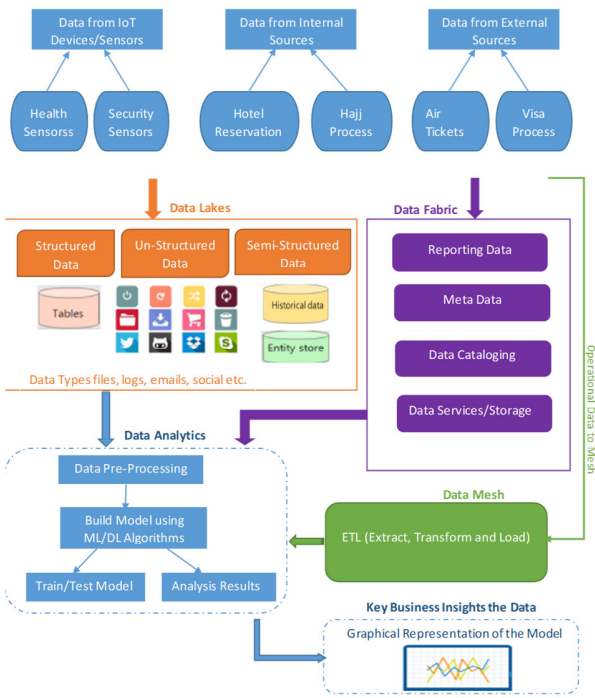 Data from IoT
Devices/Sensors
Data from Internal
Sources
Data from External
Sources
Health
Sensorss
Security
Sensors
Hotel
Reservation
Hajj
Process
Air
Tickets
Visa
Process
Data Lakes
Structured
Data
Un-Structured
Data
Semi-Structured
Data
Tables
Historical data
Entity store
Data Types files, logs, emails, social etc.
Data Fabric
Reporting Data
Meta Data
Data Cataloging
Data Services/Storage
Operational Data to Mesh
Data Analytics
Data Pre-Processing
Build Model using
ML/DL Algorithms
Train/Test Model
Analysis Results
Data Mesh
ETL (Extract, Transform and Load)
Key Business Insights the Data
Graphical Representation of the Model